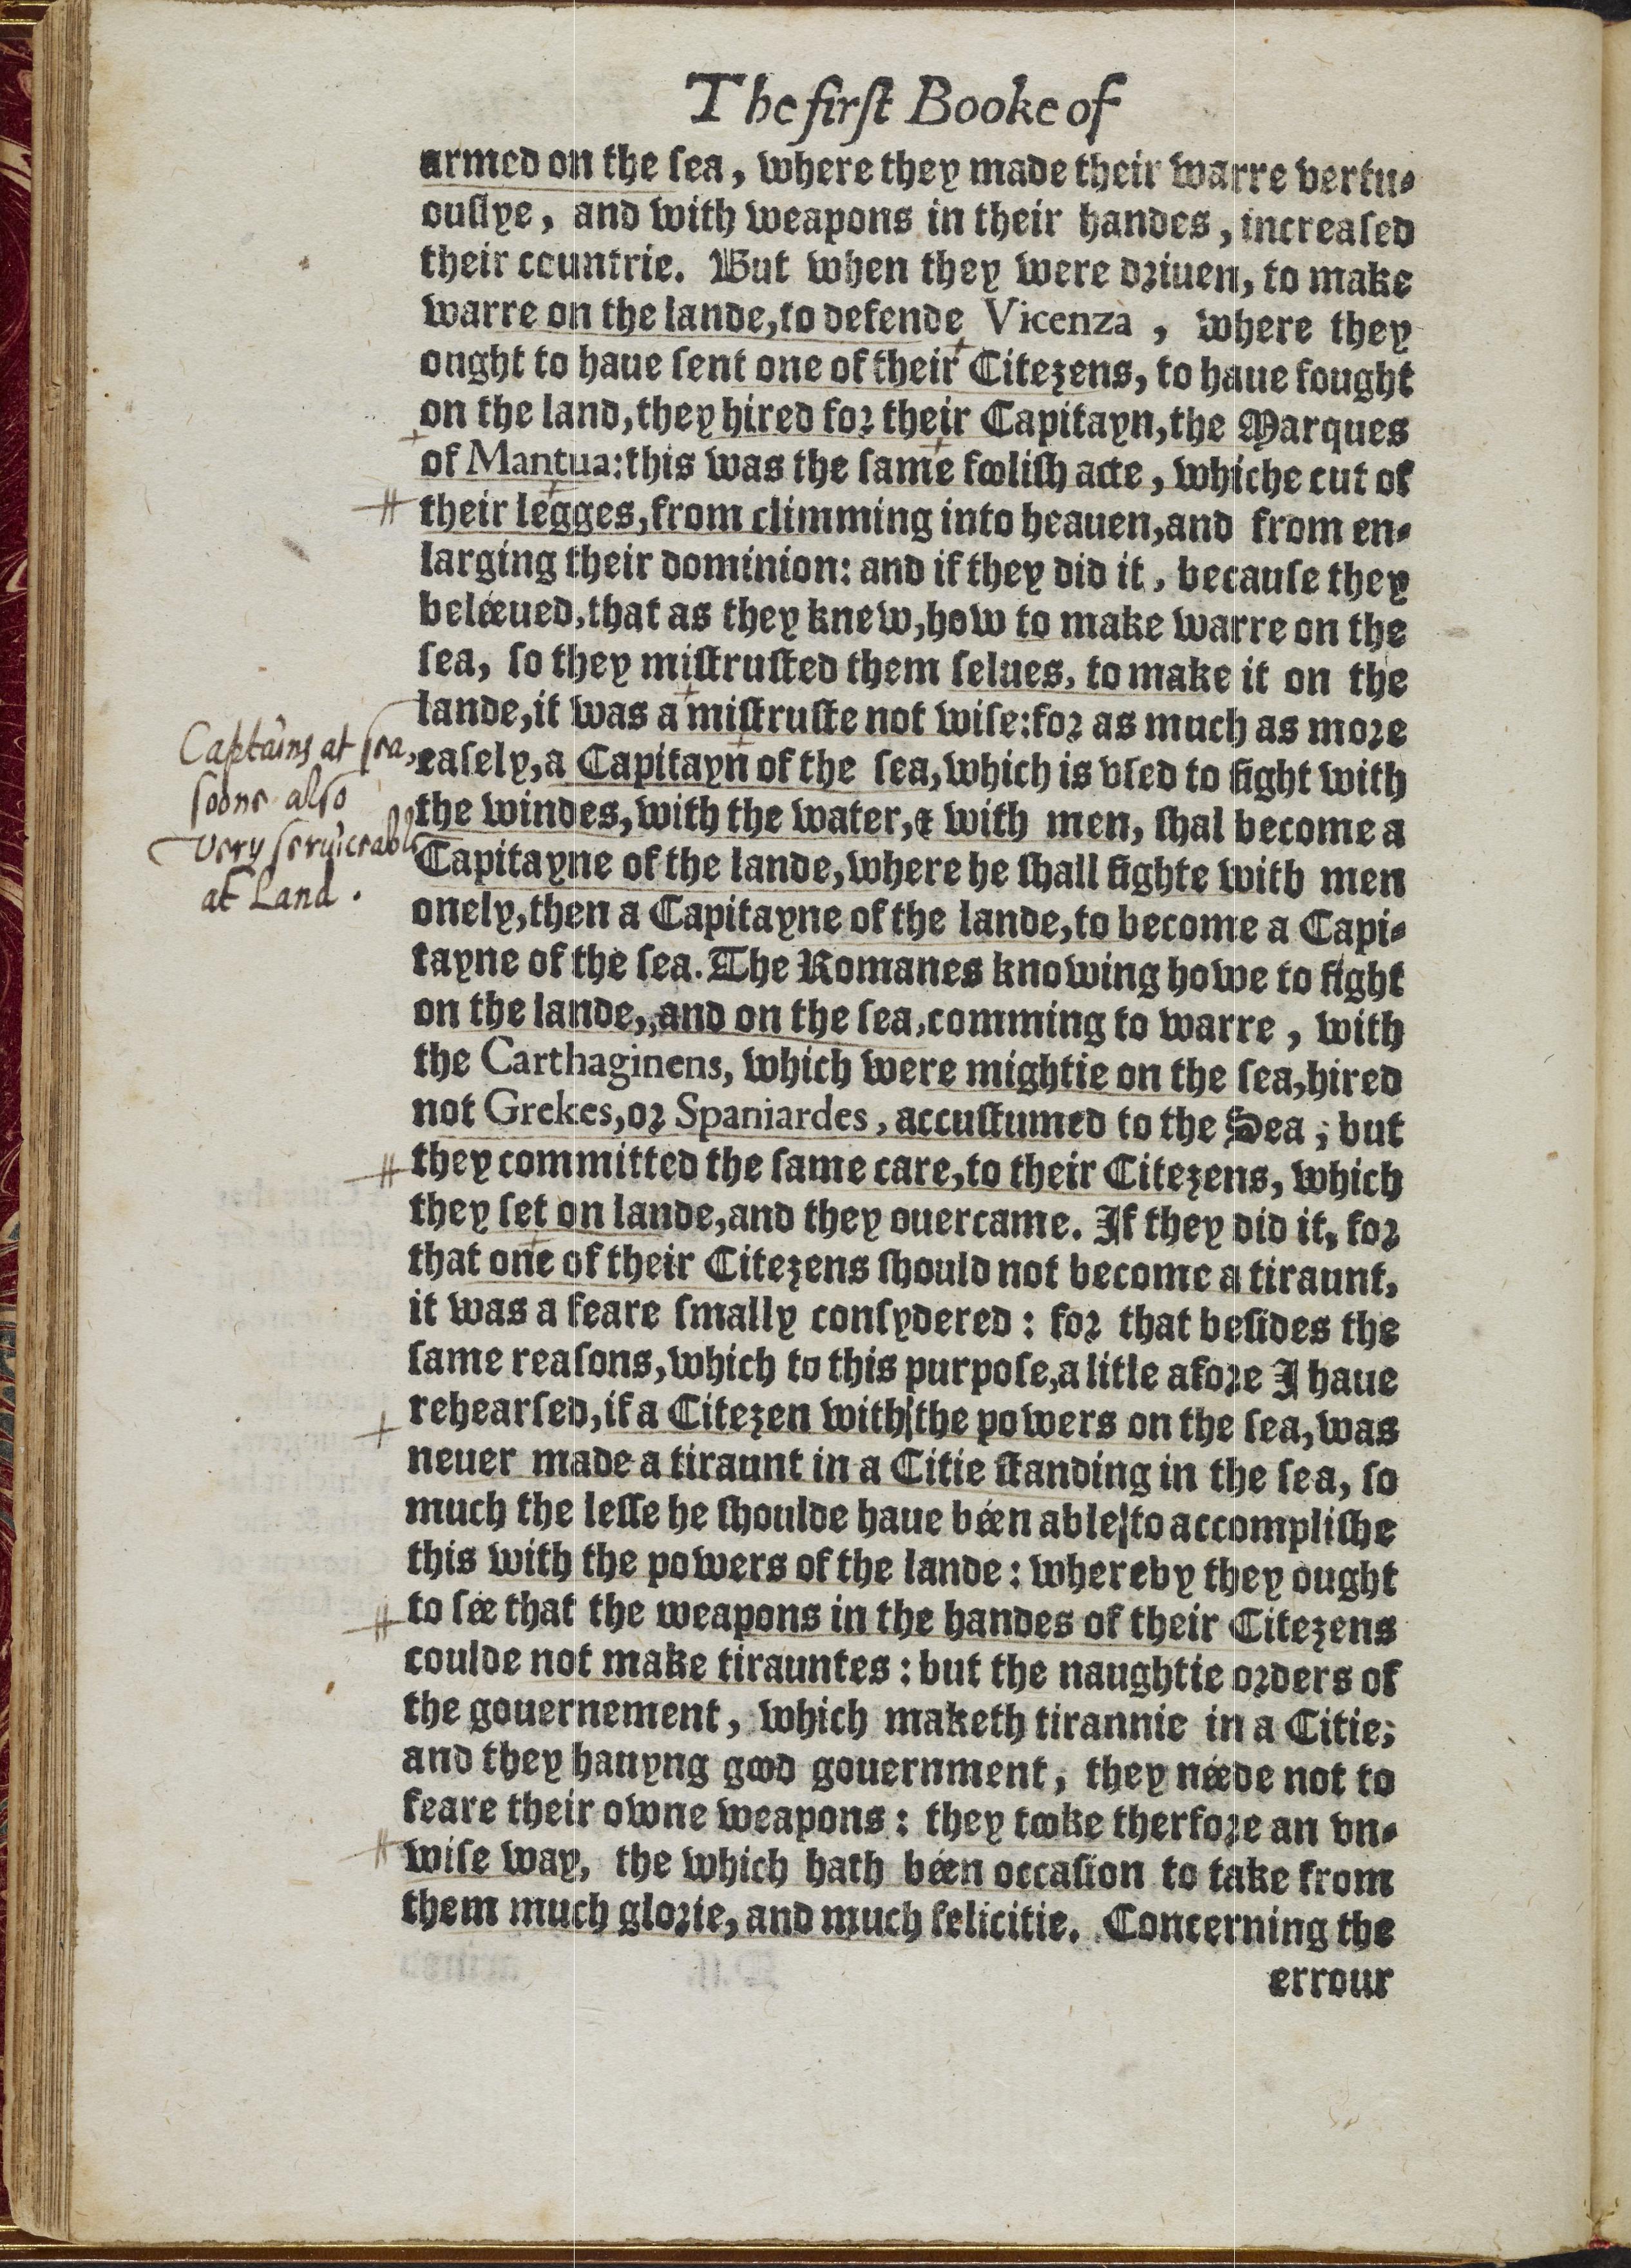 The first Booke of
armed on the sea, where they made their warre vertu-
ouslye, and with weapons in their handes, increased
their countrie. But when they were driuen, to make
warre on the lande, to defende Vicenza, where they
ought to haue sent one of their Citezens, to haue fought
on the land, they hired for their Capitayn, the Marques
of Mantua: this was the same foolish acte, whiche cut of
their legges, from climming into heauen, and from en-
larging their dominion: and if they did it, because they
beleeued, that as they knew, how to make warre on the
sea, so they mistrusted them selues, to make it on the
lande, it was a mistruste not wise: for as much as more
easely, a Capitayn of the sea, which is vsed to fight with
the windes, with the water, & with men, shal become a
Capitayne of the lande, where he shall fighte with men
onely, then a Capitayne of the lande, to become a Capi-
tayne of the sea. The Romanes knowing howe to fight
on the lande, and on the sea, comming to warre, with
the Carthaginens, which were mightie on the sea, hired
not Grekes, or Spaniardes, accustumed to the Sea; but
they committed the same care, to their Citezens, which
they set on lande, and they ouercame. If they did it, for
that one of their Citezens should not become a tiraunt,
it was a feare smally consydered: for that besides the
same reasons, which to this purpose, a litle afore I haue
rehearsed, if a Citezen with the powers on the sea, was
neuer made a tiraunt in a Citie standing in the sea, so
much the lesse he shoulde haue beén able to accomplishe
this with the powers of the lande: whereby they ought
to seé that the weapons in the handes of their Citezens
coulde not make tirauntes: but the naughtie orders of
the gouernement, which maketh tirannie in a Citie;
and they hauyng good gouernment, they neéde not to
feare their owne weapons: they tooke therfore an vn-
wise way, the which hath beén occasion to take from
them much glorie, and much felicitie. Concerning the
errour
Captains at sea,
soone also
very seruiceable
at Land.